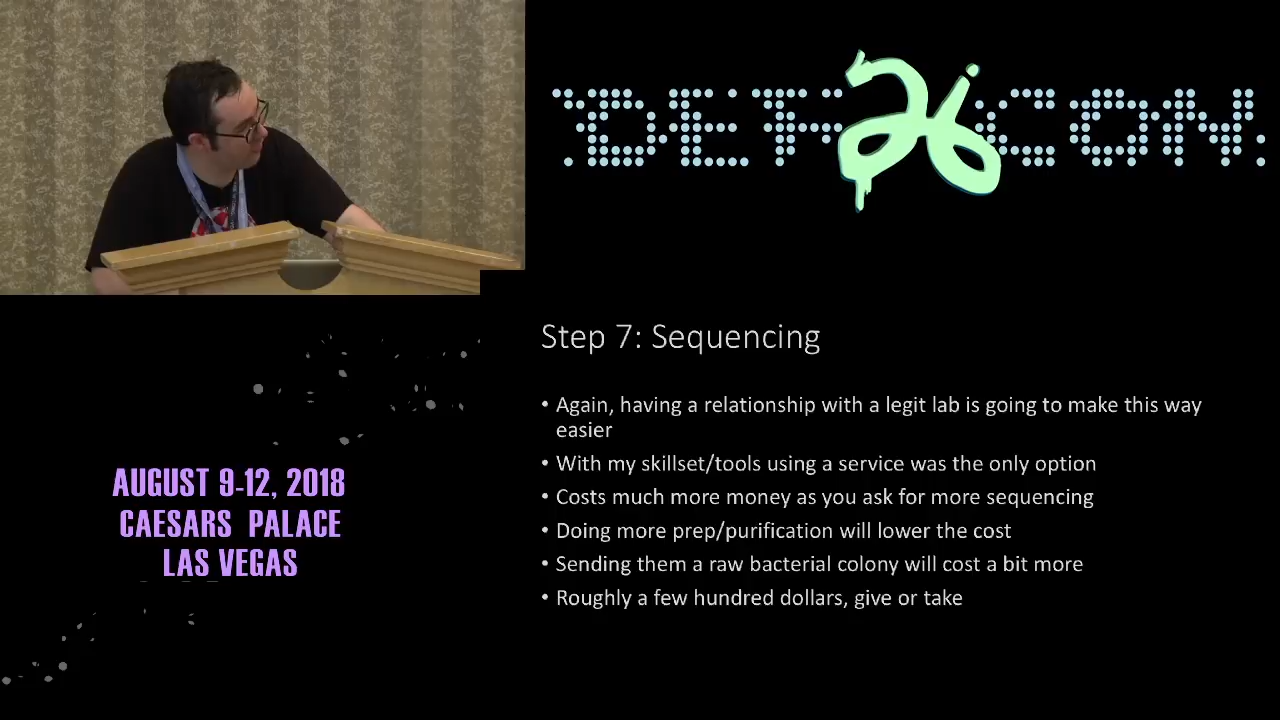 DEF 26 CON
Step 7: Sequencing
• Again, having a relationship with a legit lab is going to make this way
easier
• With my skillset/tools using a service was the only option
• Costs much more money as you ask for more sequencing
• Doing more prep/purification will lower the cost
• Sending them a raw bacterial colony will cost a bit more
• Roughly a few hundred dollars, give or take
AUGUST 9-12, 2018
CAESARS PALACE
LAS VEGAS